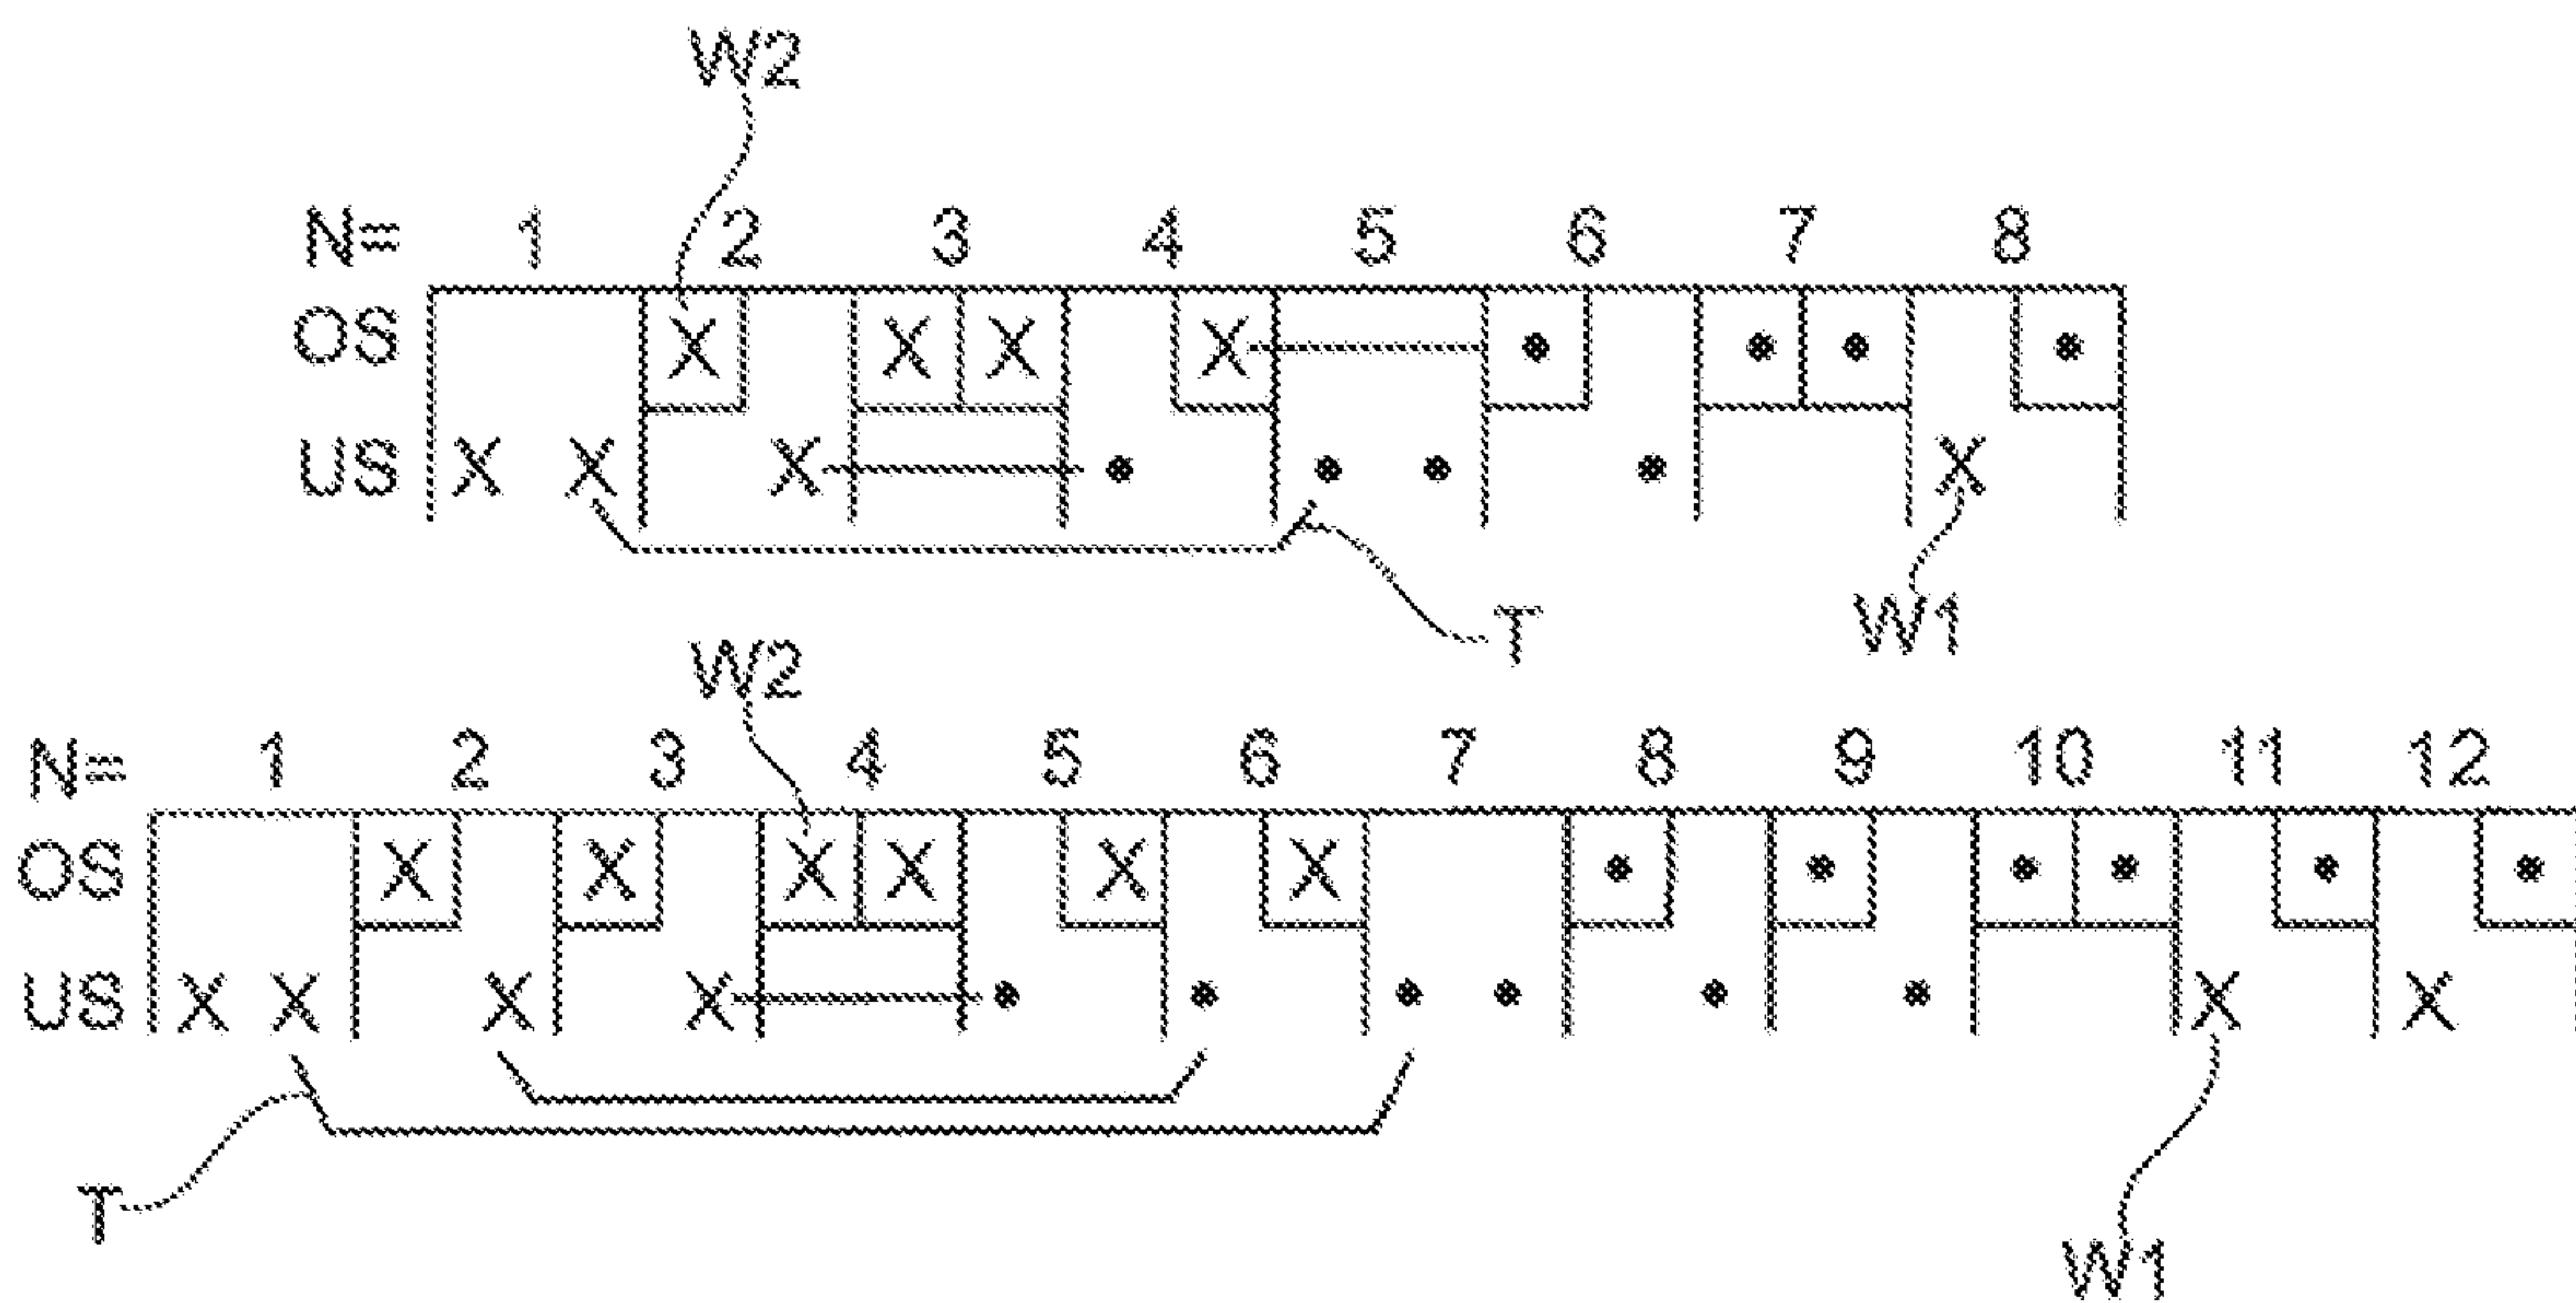 W2
N= 1 2 3 4 5 6 7 8
OS X X X X • • • •
US X X X • • • • X
T
W1
W2
N= 1 2 3 4 5 6 7 8 9 10 11 12
OS X X X X X X • • • • • •
US X X X X • • • • • • X X
T
W1